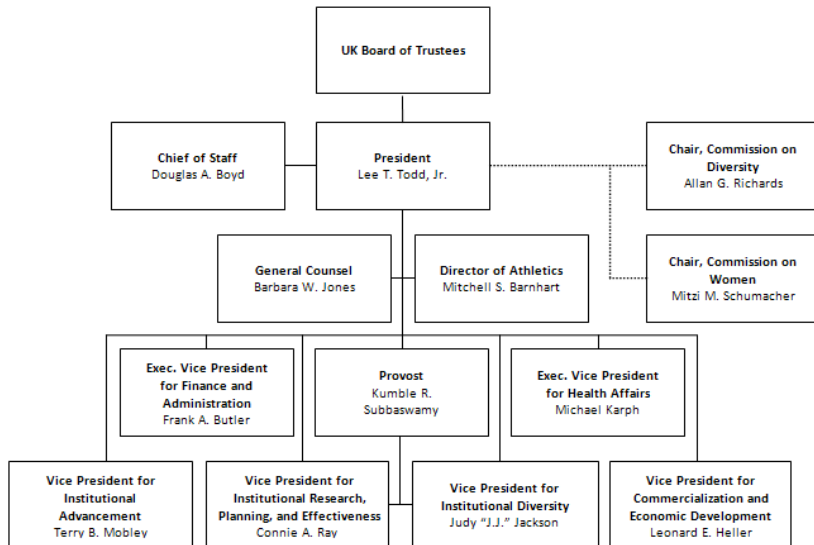 UK Board of Trustees
Chief of Staff
Douglas A. Boyd
President
Lee T. Todd, Jr.
Chair, Commission on
Diversity
Allan G. Richards
General Counsel
Barbara W. Jones
Director of Athletics
Mitchell S. Barnhart
Chair, Commission on
Women
Mitzi M. Schumacher
Exec. Vice President
for Finance and
Administration
Frank A. Butler
Provost
Kumble R.
Subbaswamy
Exec. Vice President
for Health Affairs
Michael Karph
Vice President for
Institutional
Advancement
Terry B. Mobley
Vice President for
Institutional Research,
Planning, and Effectiveness
Connie A. Ray
Vice President for
Institutional Diversity
Judy “J.J.” Jackson
Vice President for
Commercialization and
Economic Development
Leonard E. Heller